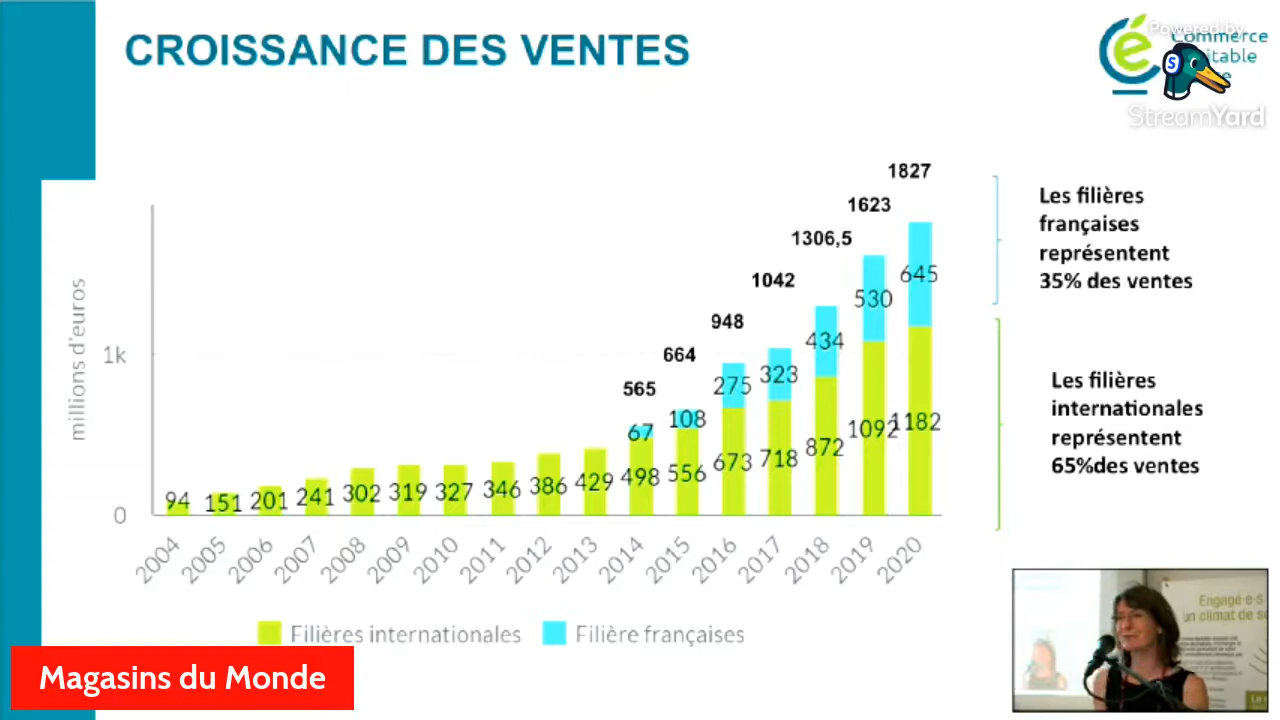 CROISSANCE DES VENTES
Powered by
Commerce
StreamYard
1827
1623
1306,5
1042
948
664
565
645
530
434
323
275
108
67
94 151 201 241 302 319 327 346 386 429 498 556 673 718 872 1092 1182
millions d'euros
1k
0
2004 2005 2006 2007 2008 2009 2010 2011 2012 2013 2014 2015 2016 2017 2018 2019 2020
Filières internationales Filière françaises
Les filières
françaises
représentent
35% des ventes
Les filières
internationales
représentent
65%des ventes
Magasins du Monde
Engagé·e·s
un climat de